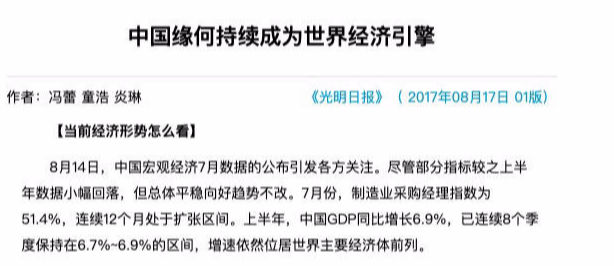 中国缘何持续成为世界经济引擎
作者：冯蕾 童浩 炎琳 《光明日报》（ 2017年08月17日 01版）
【当前经济形势怎么看】
8月14日，中国宏观经济7月数据的公布引发各方关注。尽管部分指标较之上半
年数据小幅回落，但总体平稳向好趋势不改。7月份，制造业采购经理指数为
51.4%，连续12个月处于扩张区间。上半年，中国GDP同比增长6.9%，已连续8个季
度保持在6.7%~6.9%的区间，增速依然位居世界主要经济体前列。